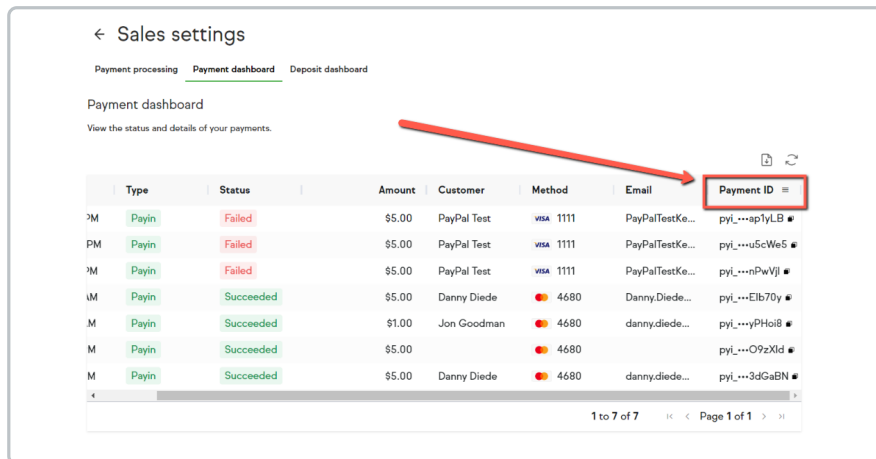 ← Sales settings
Payment processing Payment dashboard Deposit dashboard
Payment dashboard
View the status and details of your payments.
Type Status Amount Customer Method Email Payment ID
PM Payin Failed $5.00 PayPal Test VISA 1111 PayPalTestKe... pyi_•••ap1yLB
PM Payin Failed $5.00 PayPal Test VISA 1111 PayPalTestKe... pyi_•••u5cWe5
PM Payin Failed $5.00 PayPal Test VISA 1111 PayPalTestKe... pyi_•••nPwVjl
AM Payin Succeeded $5.00 Danny Diede 4680 Danny.Diede... pyi_•••Elb70y
M Payin Succeeded $1.00 Jon Goodman 4680 danny.diede... pyi_•••yPHoi8
M Payin Succeeded $5.00 4680 pyi_•••O9zXld
M Payin Succeeded $5.00 Danny Diede 4680 danny.diede... pyi_•••3dGaBN
1 to 7 of 7 Page 1 of 1